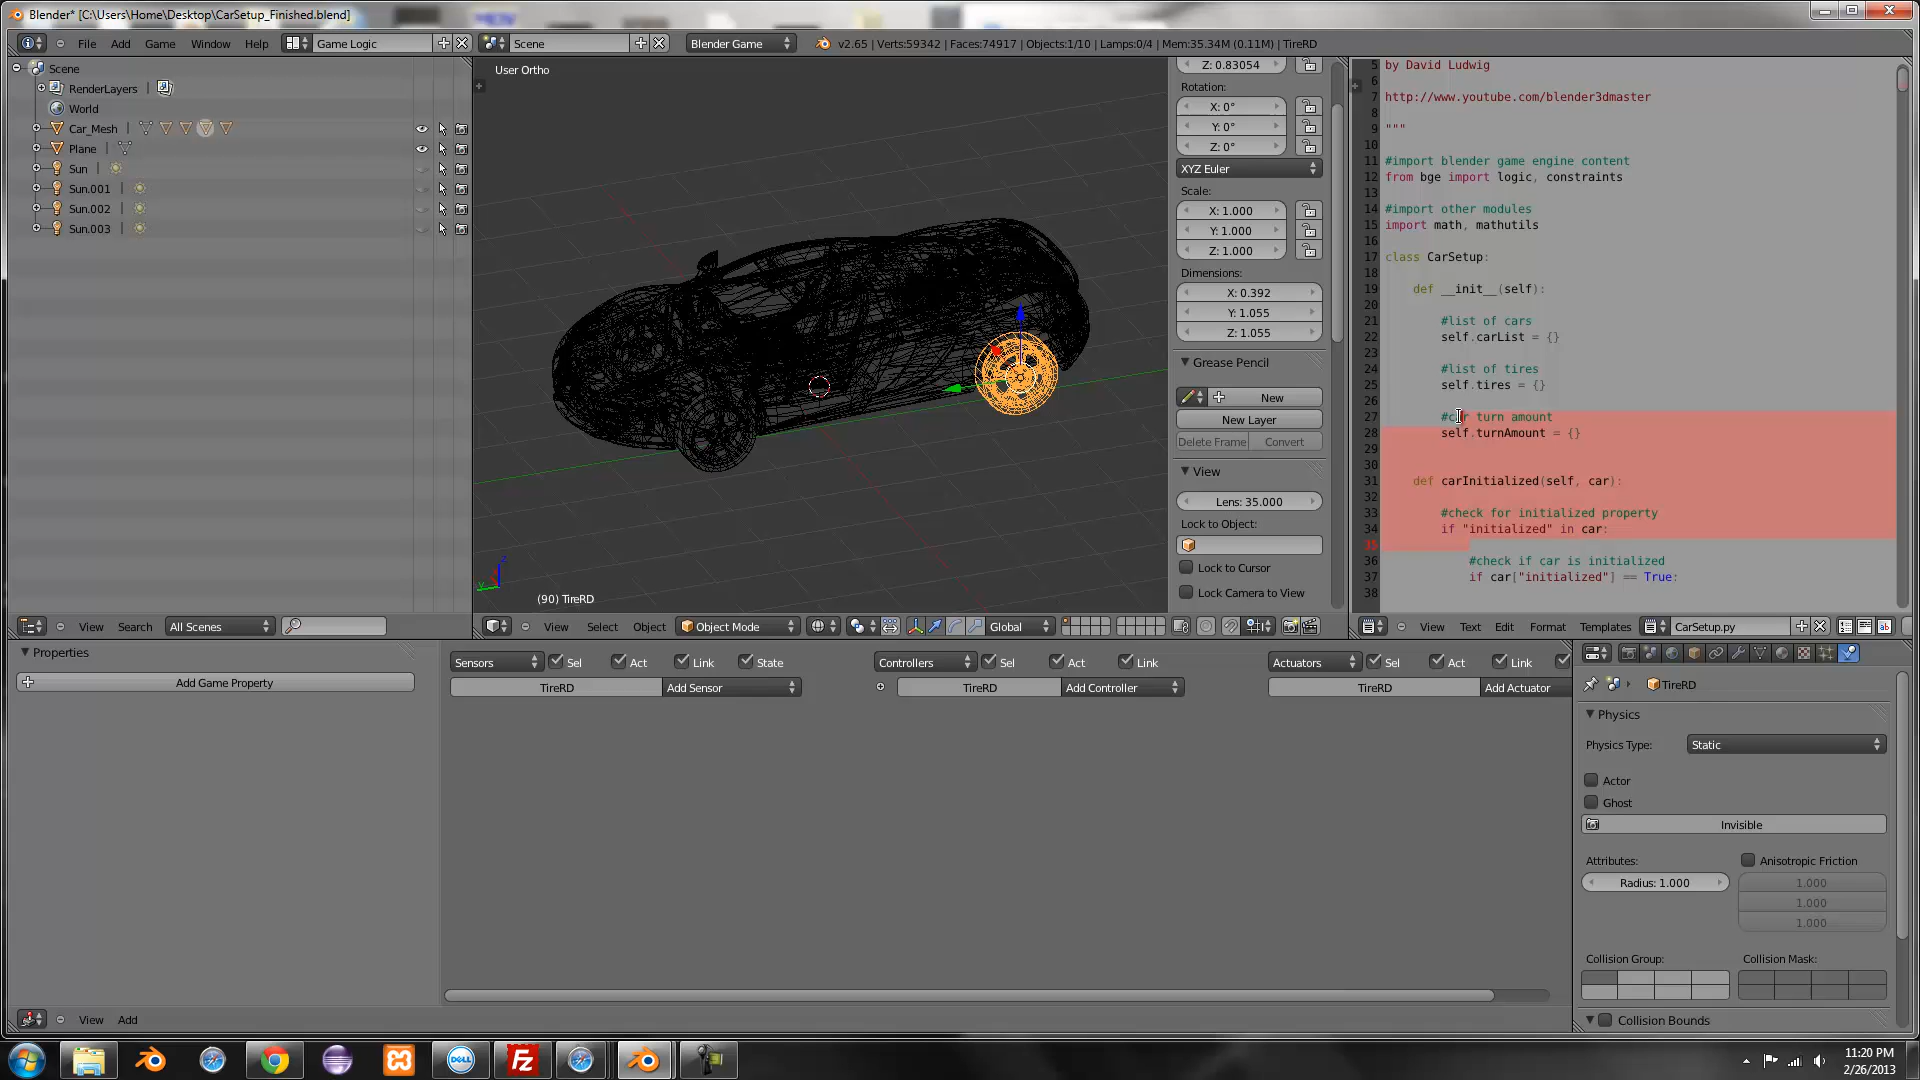 Blender* [C:\Users\Home\Desktop\CarSetup_Finished.blend]
File Add Game Window Help Game Logic Scene Blender Game v2.65 | Verts:59342 | Faces:74917 | Objects:1/10 | Lamps:0/4 | Mem:35.34M (0.11M) | TireRD
Scene
RenderLayers
World
Car_Mesh
Plane
Sun
Sun.001
Sun.002
Sun.003
View Search All Scenes
User Ortho
(90) TireRD
View Select Object Object Mode Global
Z: 0.83054
Rotation:
X: 0°
Y: 0°
Z: 0°
XYZ Euler
Scale:
X: 1.000
Y: 1.000
Z: 1.000
Dimensions:
X: 0.392
Y: 1.055
Z: 1.055
Grease Pencil
New
New Layer
Delete Frame Convert
View
Lens: 35.000
Lock to Object:
Lock to Cursor
Lock Camera to View
5 by David Ludwig
6
7 http://www.youtube.com/blender3dmaster
8
9 """
10
11 #import blender game engine content
12 from bge import logic, constraints
13
14 #import other modules
15 import math, mathutils
16
17 class CarSetup:
18
19 def __init__(self):
20
21 #list of cars
22 self.carList = {}
23
24 #list of tires
25 self.tires = {}
26
27 #car turn amount
28 self.turnAmount = {}
29
30
31 def carInitialized(self, car):
32
33 #check for initialized property
34 if "initialized" in car:
35
36 #check if car is initialized
37 if car["initialized"] == True:
38
View Text Edit Format Templates CarSetup.py
Properties
Add Game Property
View Add
Sensors Sel Act Link State
TireRD Add Sensor
Controllers Sel Act Link
TireRD Add Controller
Actuators Sel Act Link
TireRD Add Actuator
TireRD
Physics
Physics Type: Static
Actor
Ghost
Invisible
Attributes: Anisotropic Friction
Radius: 1.000 1.000
1.000
1.000
Collision Group: Collision Mask:
Collision Bounds
DELL
Fz
11:20 PM
2/26/2013